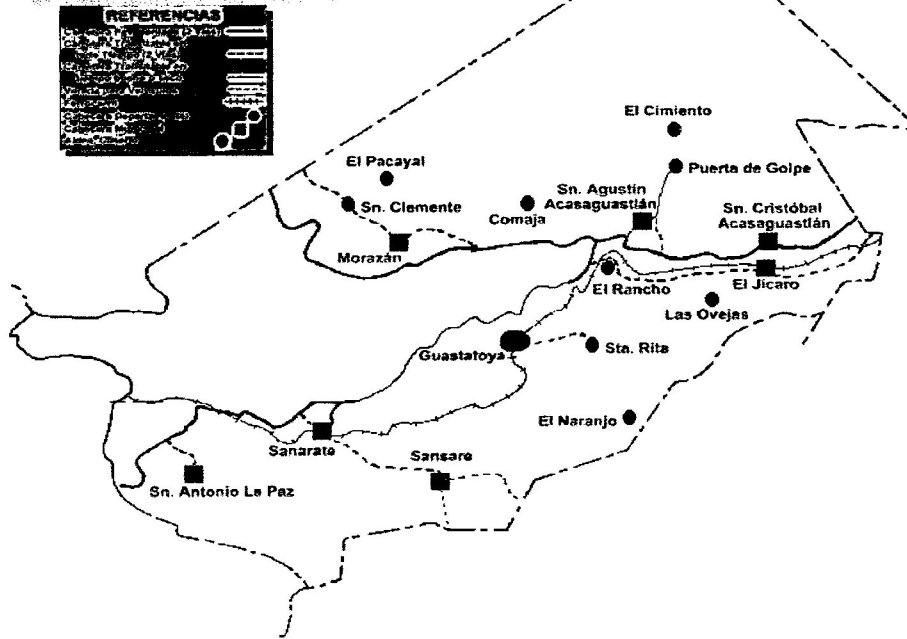 REFERENCIAS
El Cimiento
El Pacayal
Puerta de Golpe
Sn. Agustín
Acasaguastlán
Sn. Clemente
Comaja
Sn. Cristóbal
Acasaguastlán
Morazán
El Rancho
El Jícaro
Las Ovejas
Guastatoya
Sta. Rita
El Naranjo
Sanarate
Sansare
Sn. Antonio La Paz